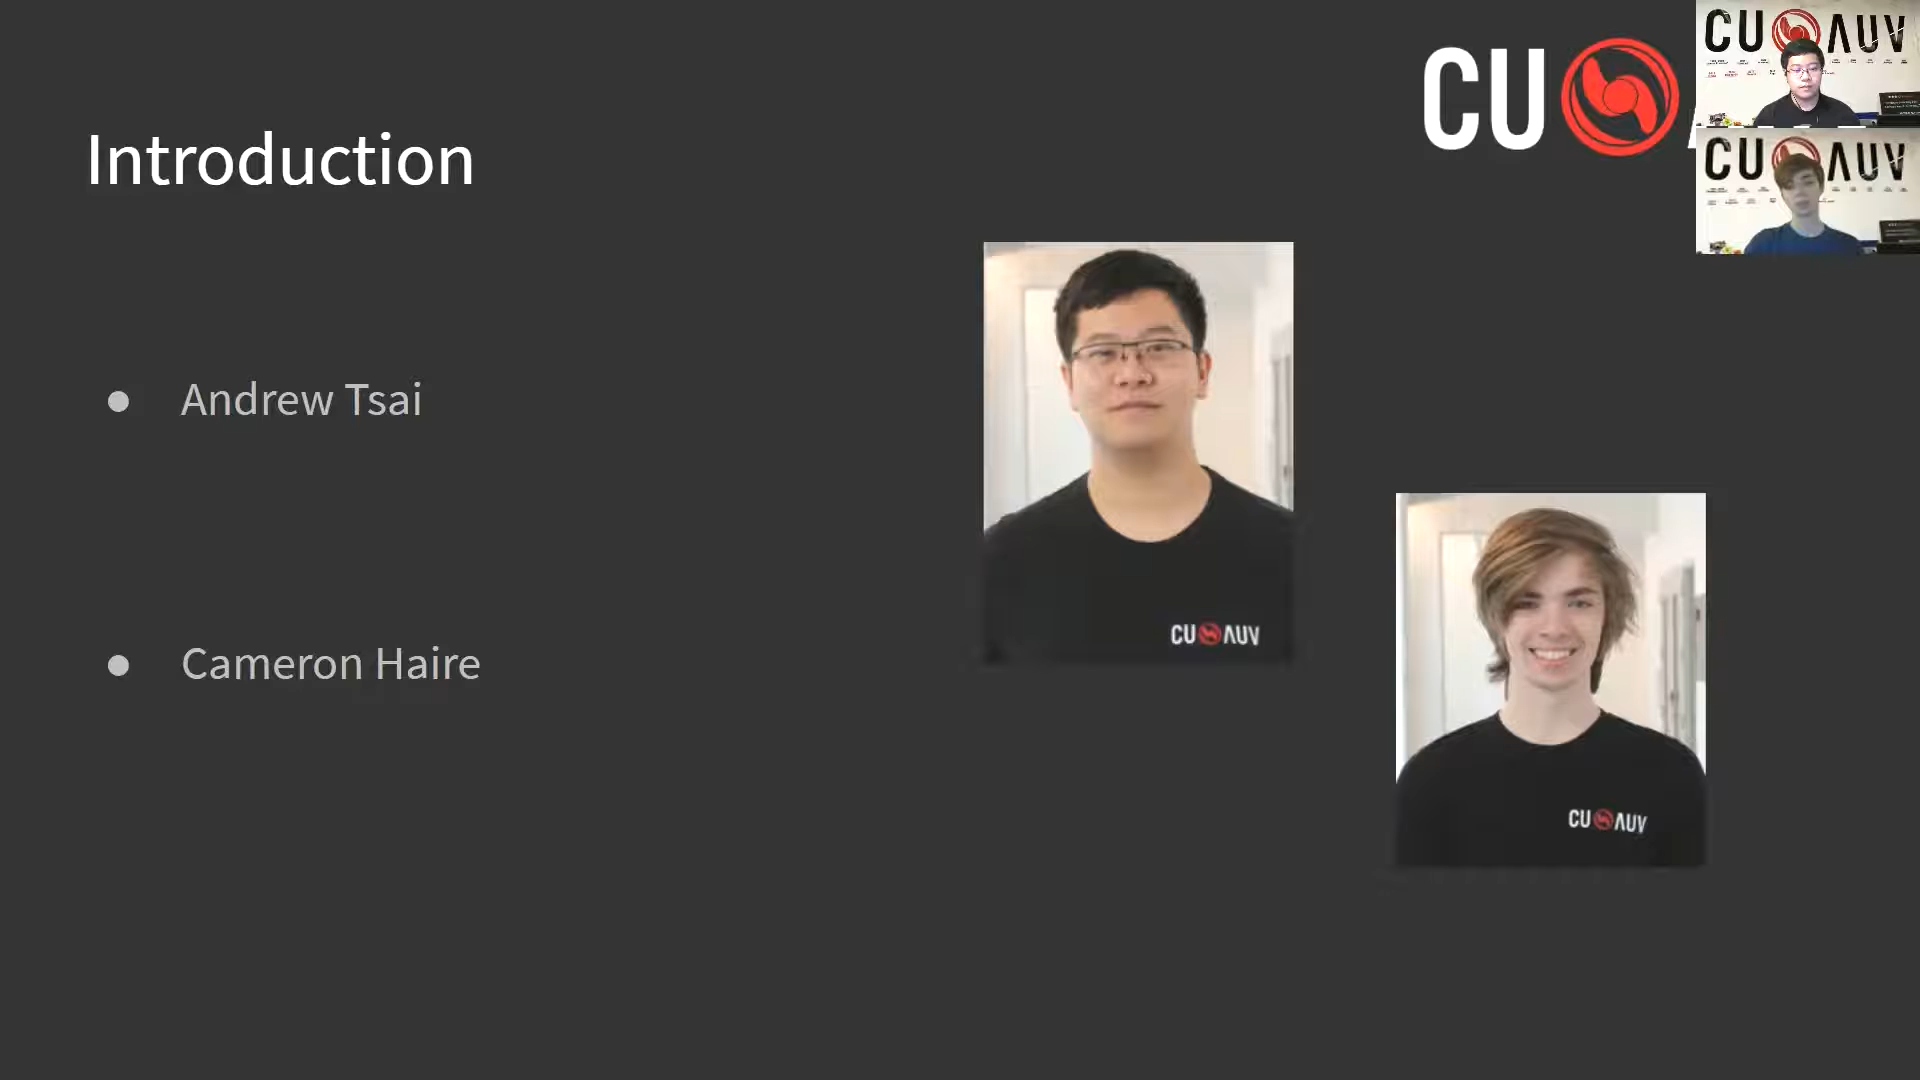 CU
CU AUV
Introduction
CU AUV
Andrew Tsai
CU AUV
Cameron Haire
CU AUV